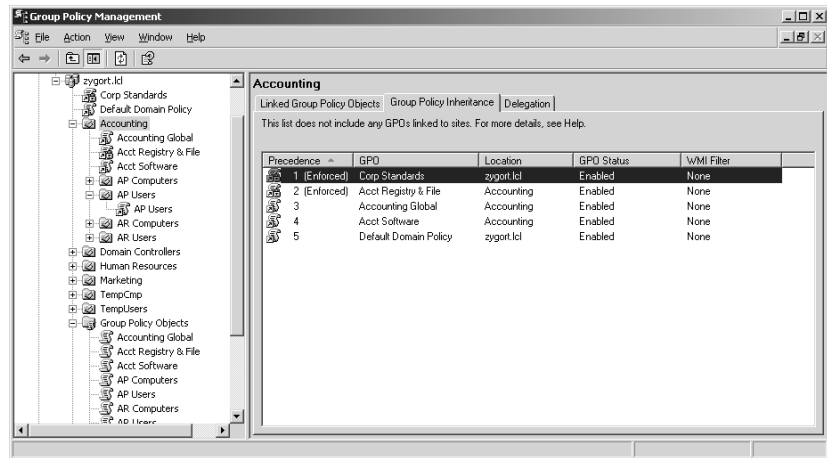 Group Policy Management
File Action View Window Help
zygort.lcl
Corp Standards
Default Domain Policy
Accounting
Accounting Global
Acct Registry & File
Acct Software
AP Computers
AP Users
AP Users
AR Computers
AR Users
Domain Controllers
Human Resources
Marketing
TempCmp
TempUsers
Group Policy Objects
Accounting Global
Acct Registry & File
Acct Software
AP Computers
AP Users
AR Computers
AR Users
Accounting
Linked Group Policy Objects Group Policy Inheritance Delegation
This list does not include any GPOs linked to sites. For more details, see Help.
Precedence GPO Location GPO Status WMI Filter
1 (Enforced) Corp Standards zygort.lcl Enabled None
2 (Enforced) Acct Registry & File Accounting Enabled None
3 Accounting Global Accounting Enabled None
4 Acct Software Accounting Enabled None
5 Default Domain Policy zygort.lcl Enabled None